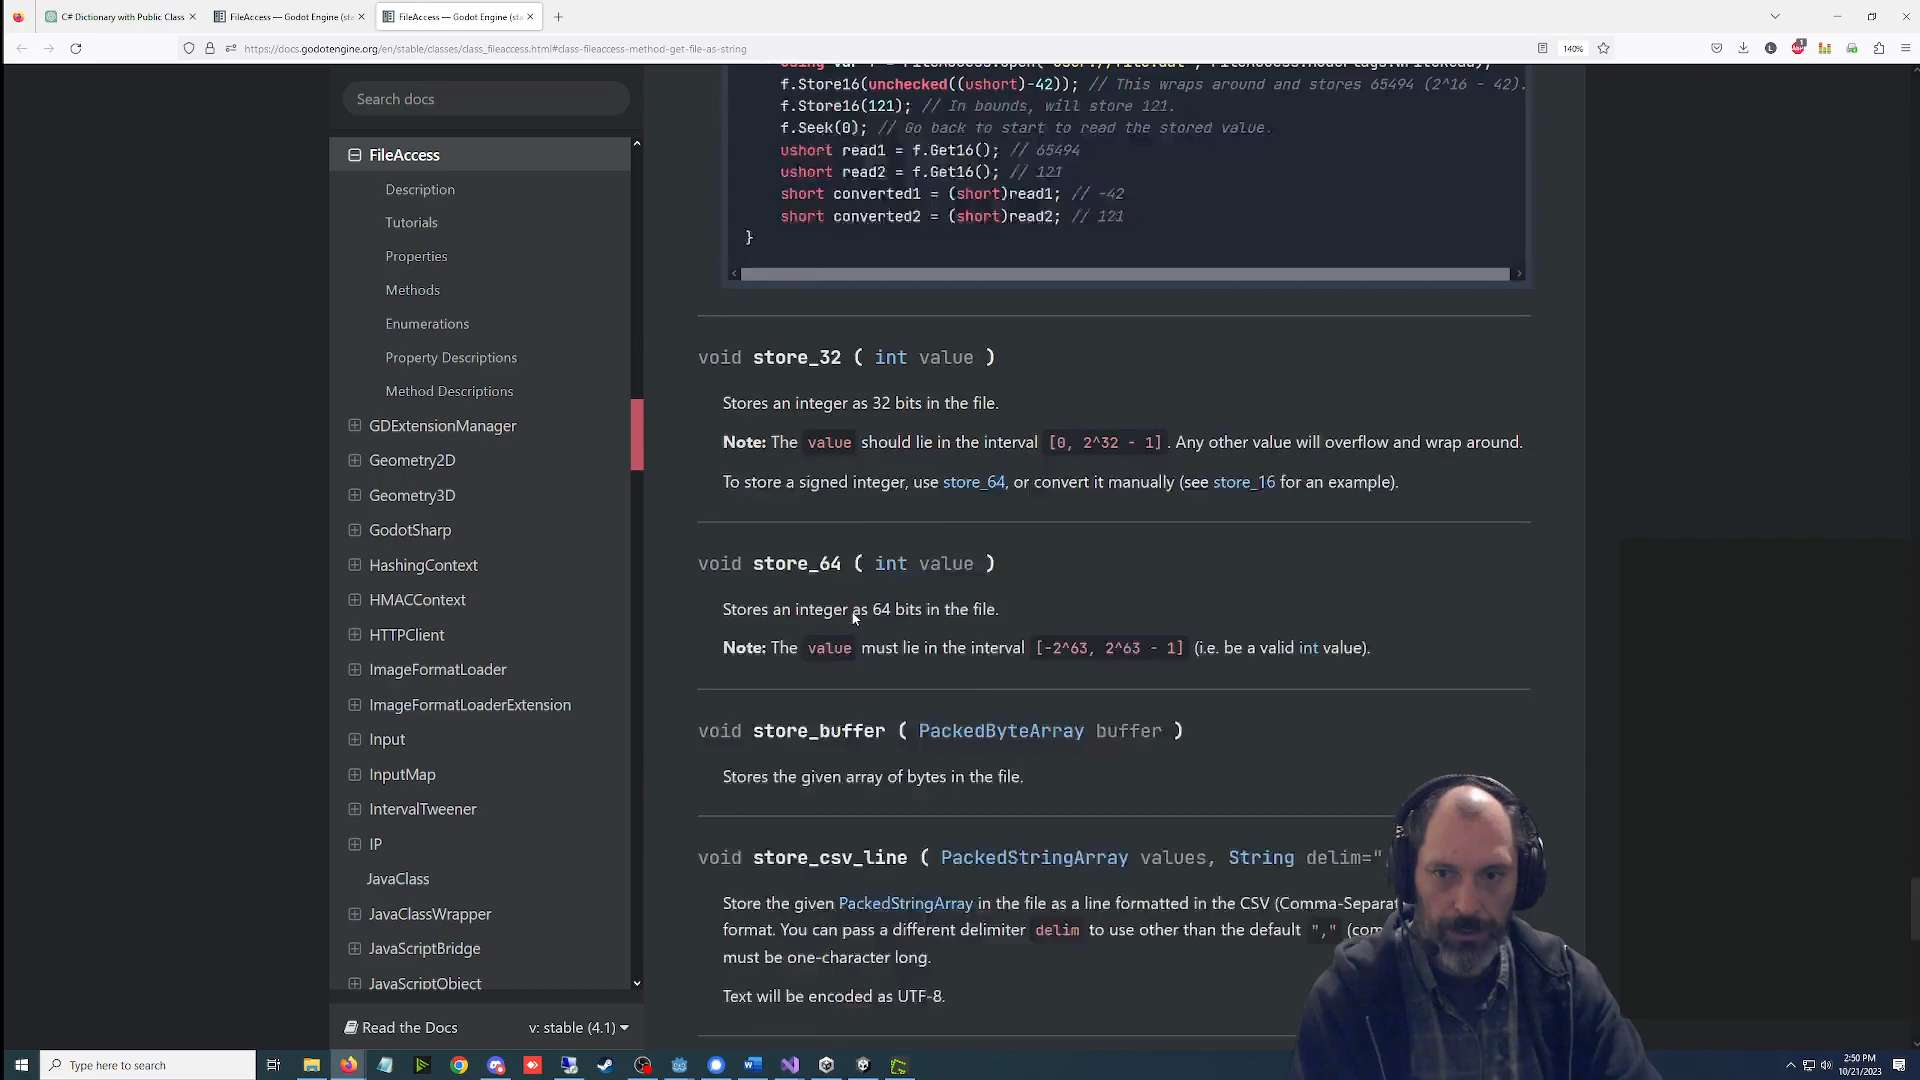 C# Dictionary with Public Class
FileAccess — Godot Engine (sta
FileAccess — Godot Engine (sta
https://docs.godotengine.org/en/stable/classes/class_fileaccess.html#class-fileaccess-method-get-file-as-string
140%
Search docs
FileAccess
Description
Tutorials
Properties
Methods
Enumerations
Property Descriptions
Method Descriptions
GDExtensionManager
Geometry2D
Geometry3D
GodotSharp
HashingContext
HMACContext
HTTPClient
ImageFormatLoader
ImageFormatLoaderExtension
Input
InputMap
IntervalTweener
IP
JavaClass
JavaClassWrapper
JavaScriptBridge
JavaScriptObject
Read the Docs
v: stable (4.1)
f.Store16(unchecked((ushort)-42)); // This wraps around and stores 65494 (2^16 - 42).
f.Store16(121); // In bounds, will store 121.
f.Seek(0); // Go back to start to read the stored value.
ushort read1 = f.Get16(); // 65494
ushort read2 = f.Get16(); // 121
short converted1 = (short)read1; // -42
short converted2 = (short)read2; // 121
}
void store_32 ( int value )
Stores an integer as 32 bits in the file.
Note: The value should lie in the interval [0, 2^32 - 1]. Any other value will overflow and wrap around.
To store a signed integer, use store_64, or convert it manually (see store_16 for an example).
void store_64 ( int value )
Stores an integer as 64 bits in the file.
Note: The value must lie in the interval [-2^63, 2^63 - 1] (i.e. be a valid int value).
void store_buffer ( PackedByteArray buffer )
Stores the given array of bytes in the file.
void store_csv_line ( PackedStringArray values, String delim="
Store the given PackedStringArray in the file as a line formatted in the CSV (Comma-Separat
format. You can pass a different delimiter delim to use other than the default "," (com
must be one-character long.
Text will be encoded as UTF-8.
Type here to search
2:50 PM
10/21/2023